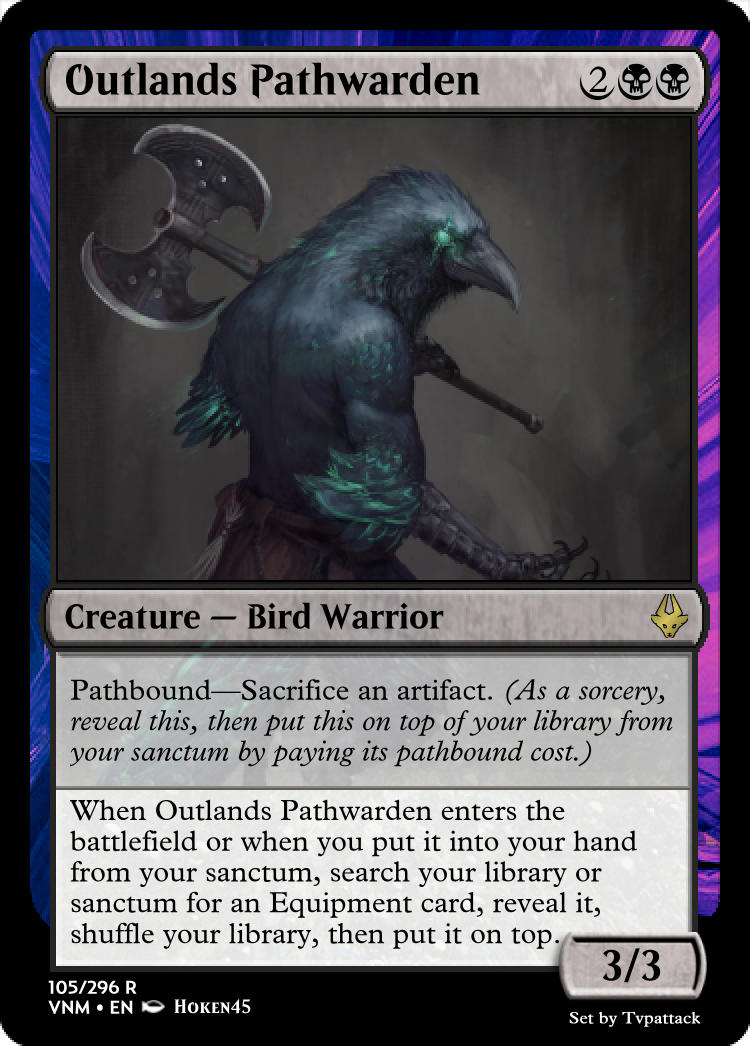 Outlands Pathwarden 2
Creature — Bird Warrior
Pathbound—Sacrifice an artifact. (As a sorcery,
reveal this, then put this on top of your library from
your sanctum by paying its pathbound cost.)
When Outlands Pathwarden enters the
battlefield or when you put it into your hand
from your sanctum, search your library or
sanctum for an Equipment card, reveal it,
shuffle your library, then put it on top.
3/3
105/296 R
VNM • EN Hoken45
Set by Tvpattack